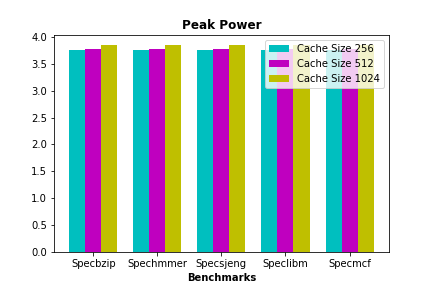 Peak Power
4.0
3.5
3.0
2.5
2.0
1.5
1.0
0.5
0.0
Cache Size 256
Cache Size 512
Cache Size 1024
Specbzip Spechmmer Specsjeng Speclibm Specmcf
Benchmarks